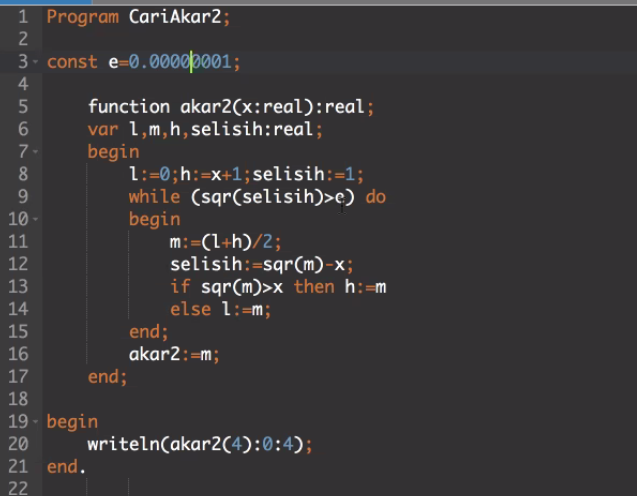 1 Program CariAkar2;
2
3 const e=0.00000001;
4
5 function akar2(x:real):real;
6 var l,m,h,selisih:real;
7 begin
8 l:=0;h:=x+1;selisih:=1;
9 while (sqr(selisih)>e) do
10 begin
11 m:=(l+h)/2;
12 selisih:=sqr(m)-x;
13 if sqr(m)>x then h:=m
14 else l:=m;
15 end;
16 akar2:=m;
17 end;
18
19 begin
20 writeln(akar2(4):0:4);
21 end.
22